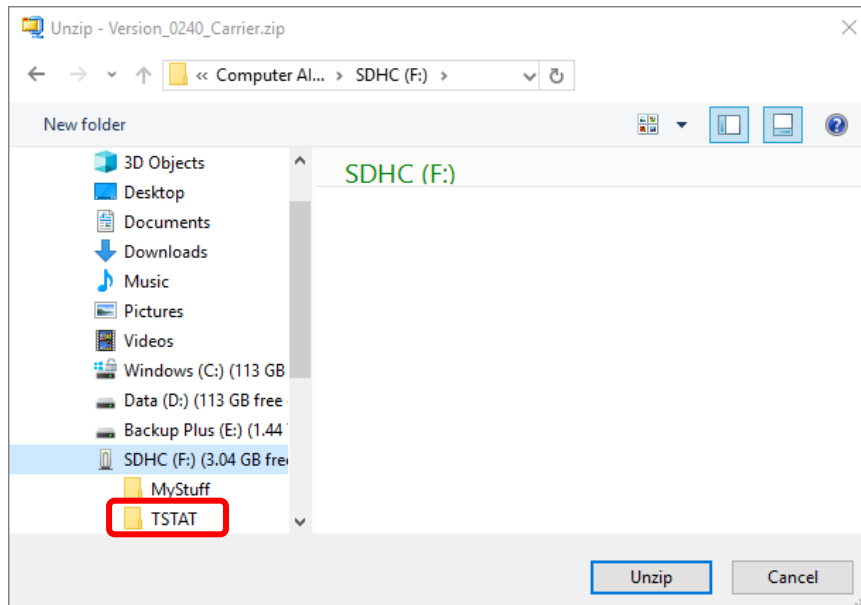 Unzip - Version_0240_Carrier.zip
« Computer Al... › SDHC (F:) ›
New folder
3D Objects
Desktop
Documents
Downloads
Music
Pictures
Videos
Windows (C:) (113 GB
Data (D:) (113 GB free
Backup Plus (E:) (1.44
SDHC (F:) (3.04 GB fre
MyStuff
TSTAT
SDHC (F:)
Unzip Cancel